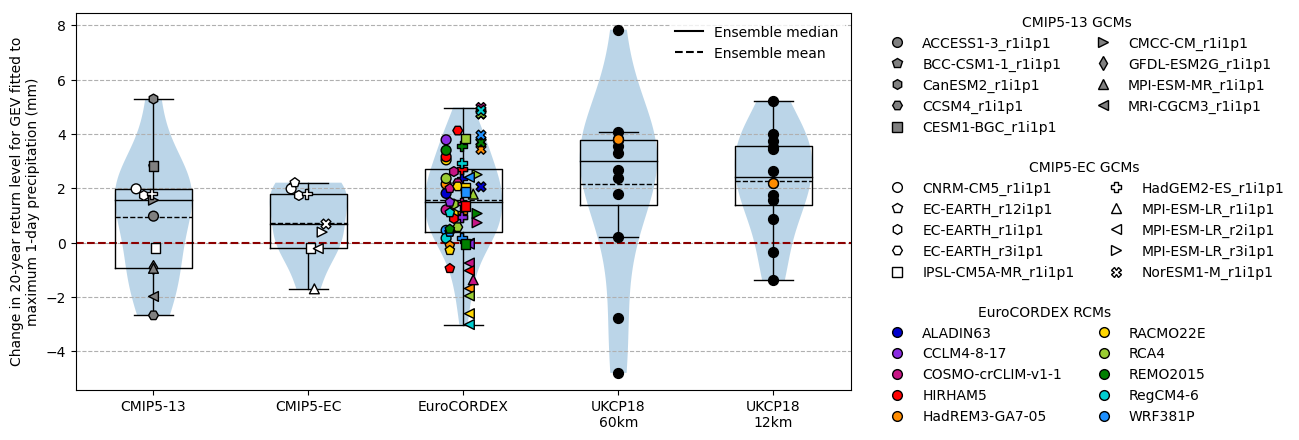 Change in 20-year return level for GEV fitted to
maximum 1-day precipitation (mm)
8
6
4
2
0
−2
−4
Ensemble median
Ensemble mean
CMIP5-13
CMIP5-EC
EuroCORDEX
UKCP18
60km
UKCP18
12km
CMIP5-13 GCMs
ACCESS1-3_r1i1p1
BCC-CSM1-1_r1i1p1
CanESM2_r1i1p1
CCSM4_r1i1p1
CESM1-BGC_r1i1p1
CMCC-CM_r1i1p1
GFDL-ESM2G_r1i1p1
MPI-ESM-MR_r1i1p1
MRI-CGCM3_r1i1p1
CMIP5-EC GCMs
CNRM-CM5_r1i1p1
EC-EARTH_r12i1p1
EC-EARTH_r1i1p1
EC-EARTH_r3i1p1
IPSL-CM5A-MR_r1i1p1
HadGEM2-ES_r1i1p1
MPI-ESM-LR_r1i1p1
MPI-ESM-LR_r2i1p1
MPI-ESM-LR_r3i1p1
NorESM1-M_r1i1p1
EuroCORDEX RCMs
ALADIN63
CCLM4-8-17
COSMO-crCLIM-v1-1
HIRHAM5
HadREM3-GA7-05
RACMO22E
RCA4
REMO2015
RegCM4-6
WRF381P